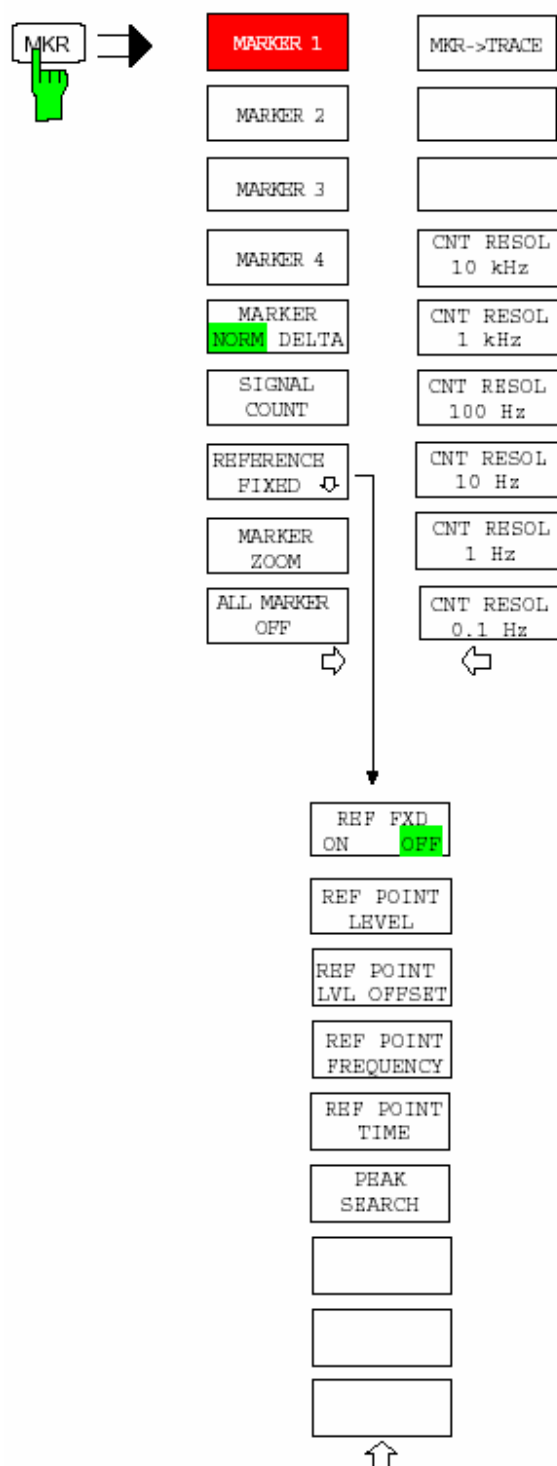 MKR
MARKER 1
MARKER 2
MARKER 3
MARKER 4
MARKER
NORM DELTA
SIGNAL
COUNT
REFERENCE
FIXED
MARKER
ZOOM
ALL MARKER
OFF
MKR->TRACE
CNT RESOL
10 kHz
CNT RESOL
1 kHz
CNT RESOL
100 Hz
CNT RESOL
10 Hz
CNT RESOL
1 Hz
CNT RESOL
0.1 Hz
REF FXD
ON OFF
REF POINT
LEVEL
REF POINT
LVL OFFSET
REF POINT
FREQUENCY
REF POINT
TIME
PEAK
SEARCH